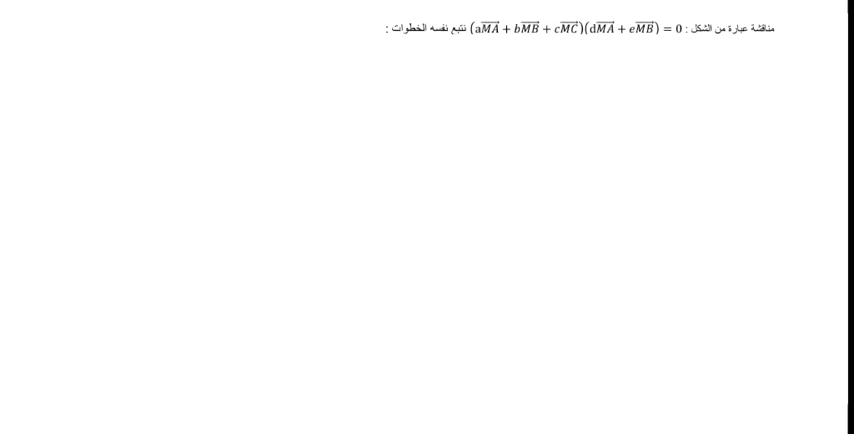 مناقشة عبارة من الشكل : (a\overrightarrow{MA} + b\overrightarrow{MB} + c\overrightarrow{MC})(d\overrightarrow{MA} + e\overrightarrow{MB}) = 0 نتبع نفسه الخطوات :